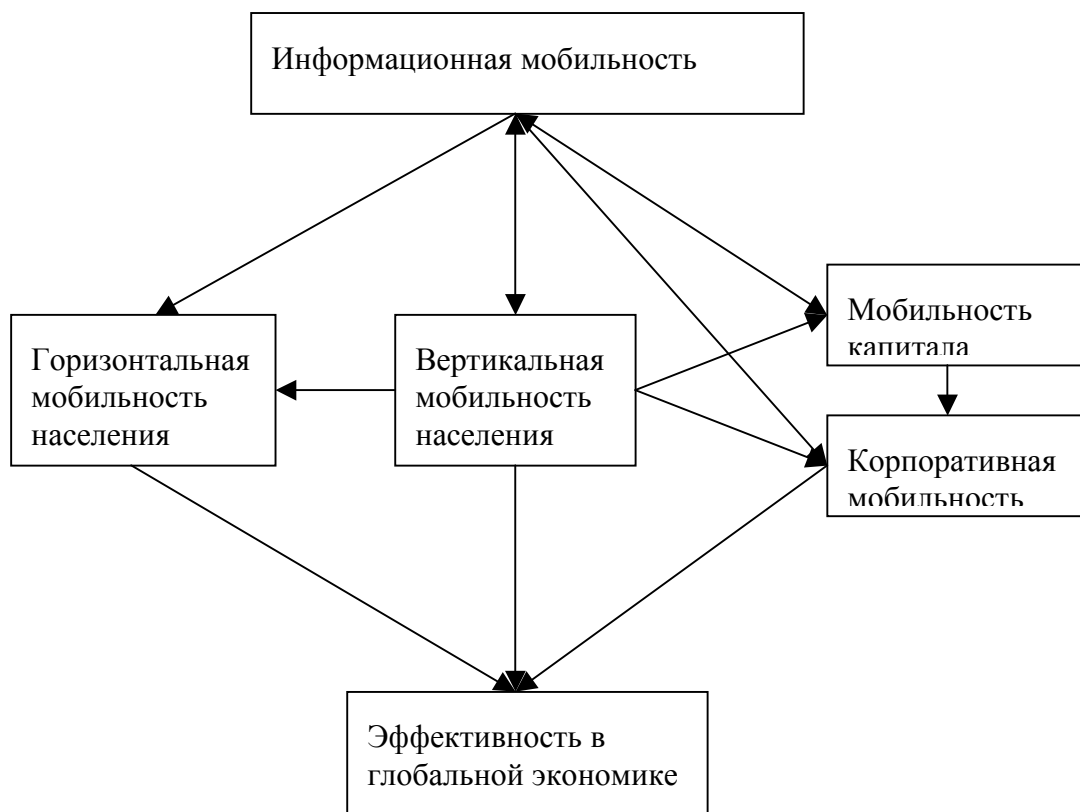 Информационная мобильность
Мобильность
капитала
Горизонтальная
мобильность
населения
Вертикальная
мобильность
населения
Корпоративная
мобильность
Эффективность в
глобальной экономике